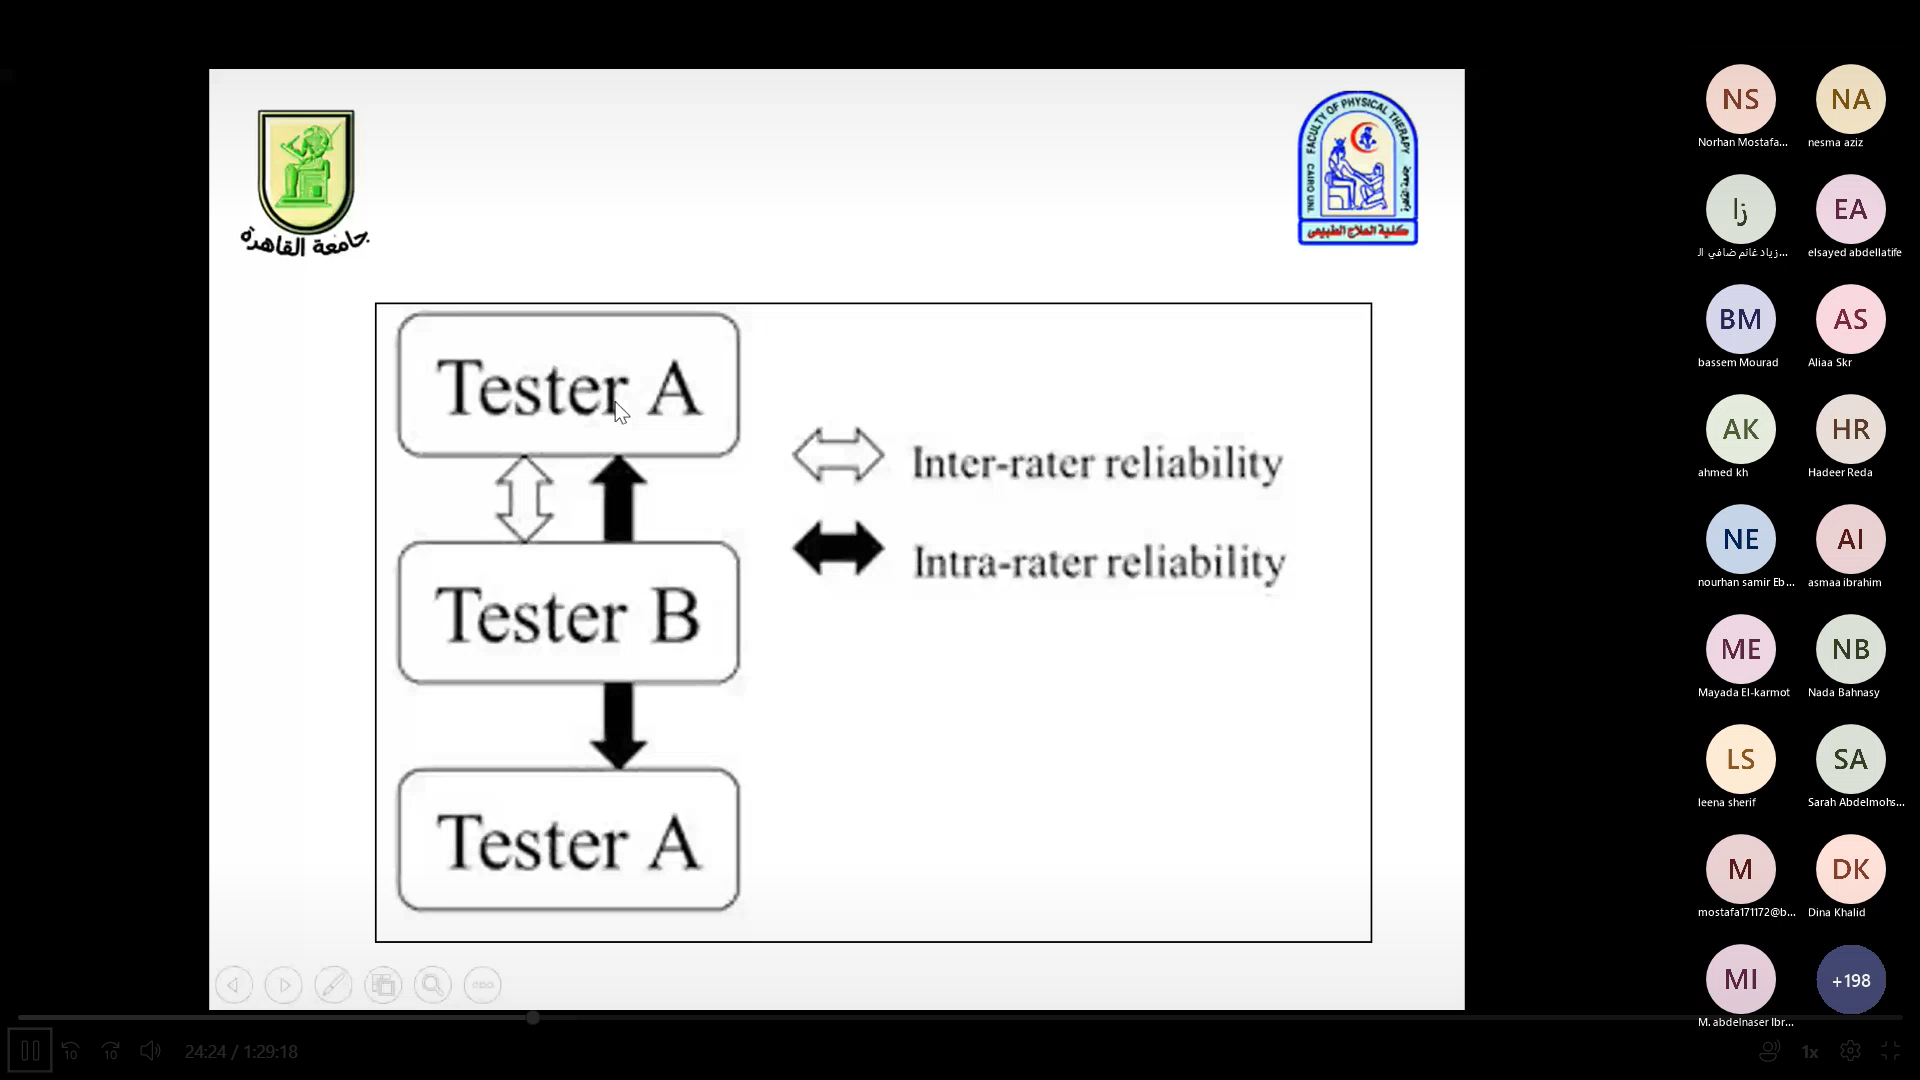 جامعة القاهرة
FACULTY OF PHYSICAL THERAPY
CAIRO UNI.
جامعة القاهرة
كلية العلاج الطبيعى
Tester A
Inter-rater reliability
Tester B
Intra-rater reliability
Tester A
NS
NA
Norhan Mostafa...
nesma aziz
زا
EA
زياد غانم ضافي ال...
elsayed abdellatife
BM
AS
bassem Mourad
Aliaa Skr
AK
HR
ahmed kh
Hadeer Reda
NE
AI
nourhan samir Eb...
asmaa ibrahim
ME
NB
Mayada El-karmot
Nada Bahnasy
LS
SA
leena sherif
Sarah Abdelmohs...
M
DK
mostafa171172@b...
Dina Khalid
MI
+198
M. abdelnaser Ibr...
10
10
24:24 / 1:29:18
1x